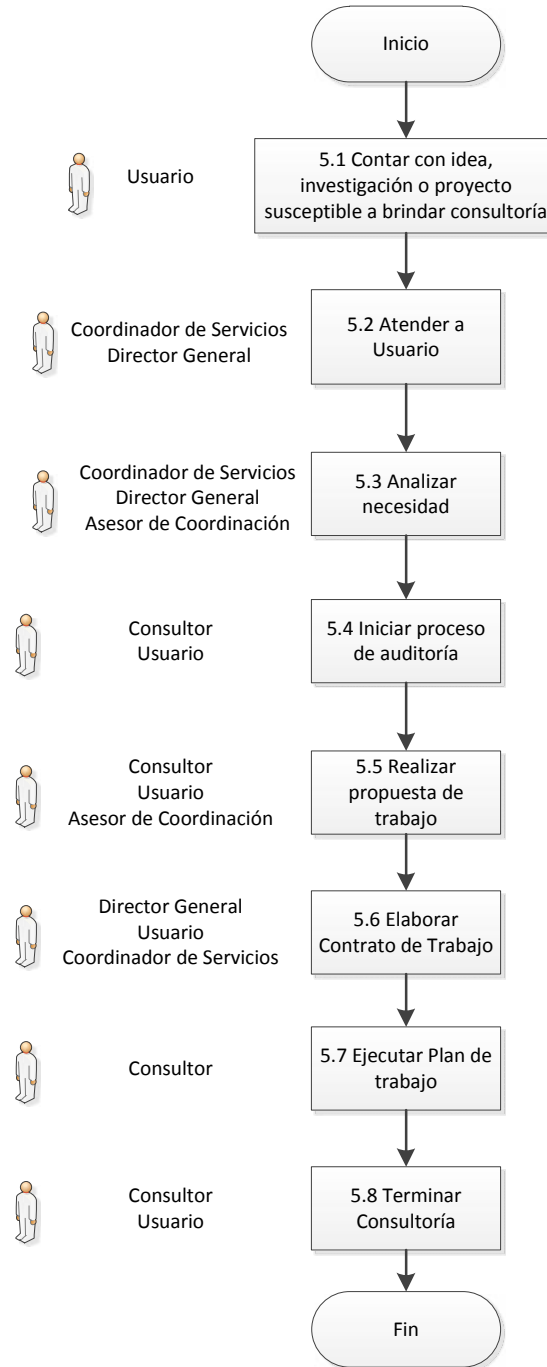 Inicio
Usuario
5.1 Contar con idea,
investigación o proyecto
susceptible a brindar consultoría
Coordinador de Servicios
Director General
5.2 Atender a
Usuario
Coordinador de Servicios
Director General
Asesor de Coordinación
5.3 Analizar
necesidad
Consultor
Usuario
5.4 Iniciar proceso
de auditoría
Consultor
Usuario
Asesor de Coordinación
5.5 Realizar
propuesta de
trabajo
Director General
Usuario
Coordinador de Servicios
5.6 Elaborar
Contrato de Trabajo
Consultor
5.7 Ejecutar Plan de
trabajo
Consultor
Usuario
5.8 Terminar
Consultoría
Fin